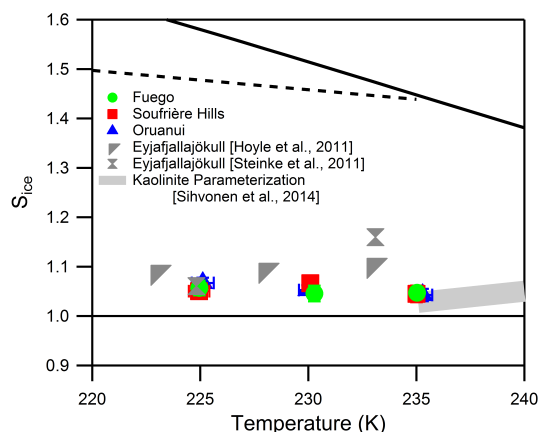 1.6
1.5
1.4
1.3
1.2
1.1
1.0
0.9
S_ice
Fuego
Soufrière Hills
Oruanui
Eyjafjallajökull [Hoyle et al., 2011]
Eyjafjallajökull [Steinke et al., 2011]
Kaolinite Parameterization
[Sihvonen et al., 2014]
220 225 230 235 240
Temperature (K)